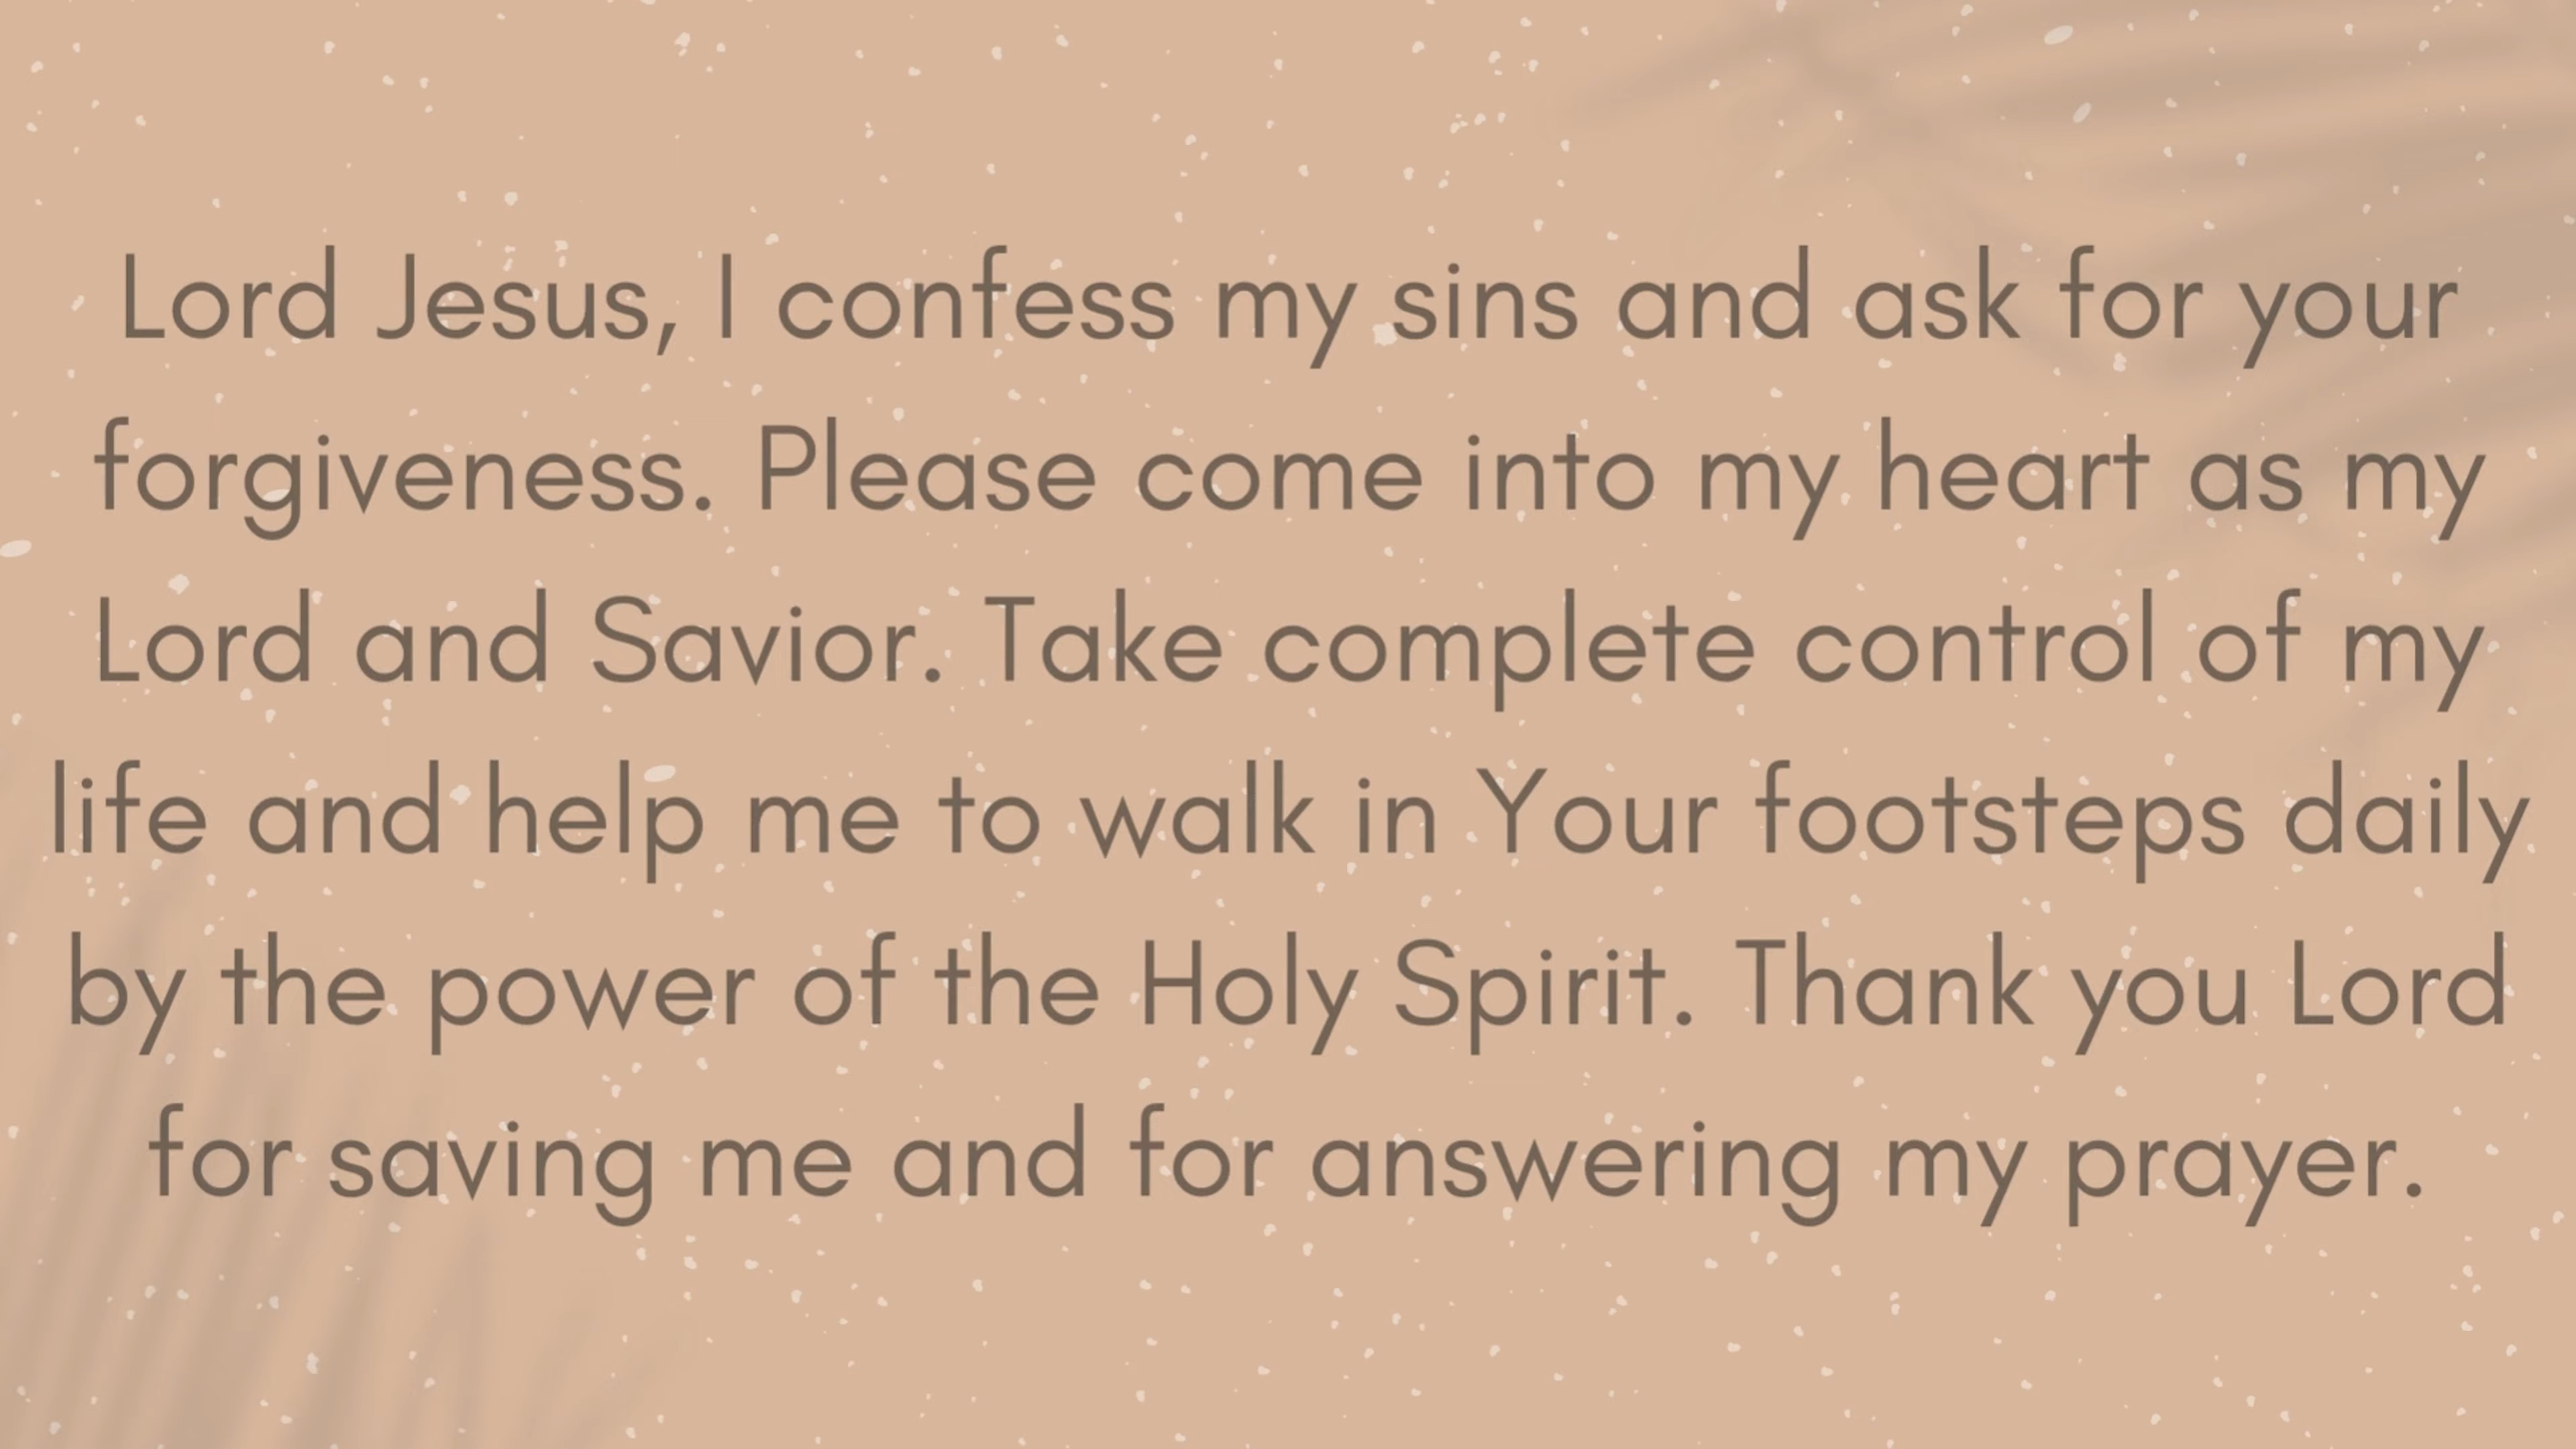 Lord Jesus, I confess my sins and ask for your
forgiveness. Please come into my heart as my
Lord and Savior. Take complete control of my
life and help me to walk in Your footsteps daily
by the power of the Holy Spirit. Thank you Lord
for saving me and for answering my prayer.